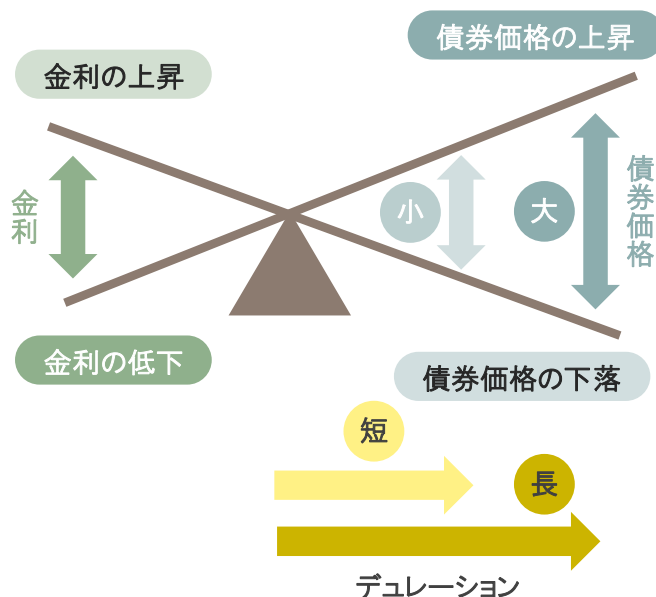 債券価格の上昇
金利の上昇
金利
小
大
債券価格
金利の低下
債券価格の下落
短
長
デュレーション